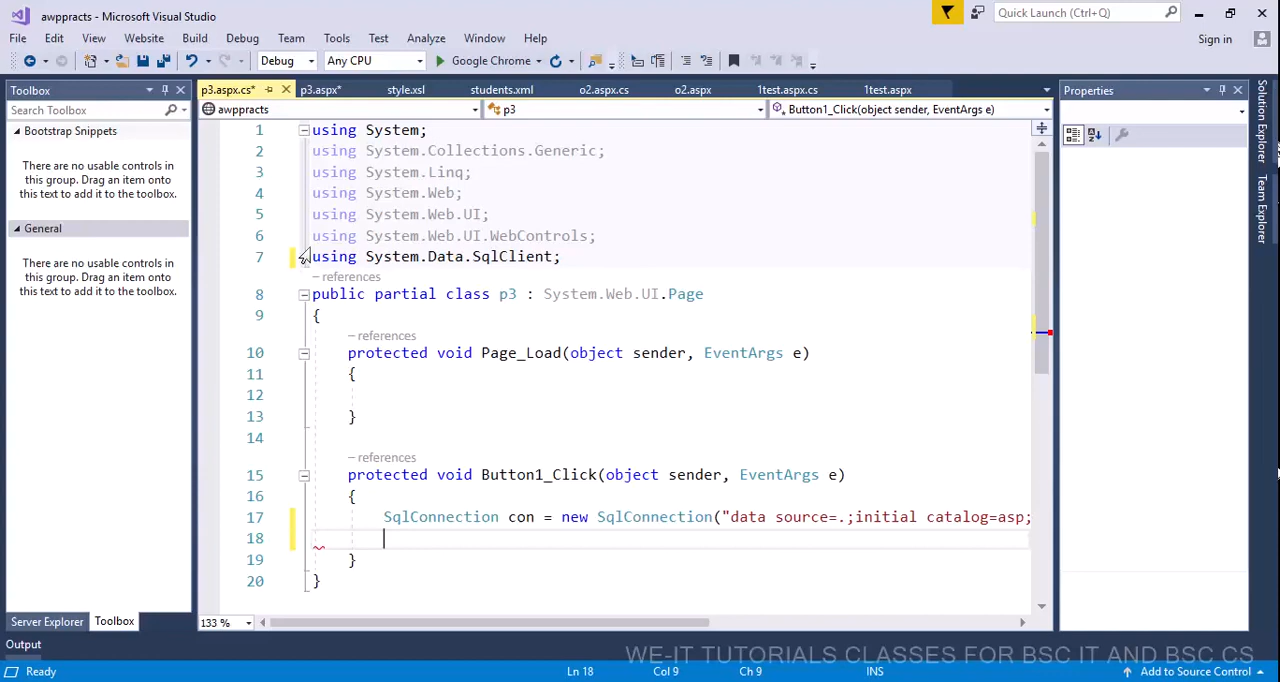 awppracts - Microsoft Visual Studio
Quick Launch (Ctrl+Q)
File Edit View Website Build Debug Team Tools Test Analyze Window Help
Sign in
Debug Any CPU Google Chrome
Toolbox
p3.aspx.cs* p3.aspx* style.xsl students.xml o2.aspx.cs o2.aspx 1test.aspx.cs 1test.aspx
Properties
Search Toolbox
awppracts p3 Button1_Click(object sender, EventArgs e)
Bootstrap Snippets
There are no usable controls in
this group. Drag an item onto
this text to add it to the toolbox.
General
There are no usable controls in
this group. Drag an item onto
this text to add it to the toolbox.
Server Explorer Toolbox
1 using System;
2 using System.Collections.Generic;
3 using System.Linq;
4 using System.Web;
5 using System.Web.UI;
6 using System.Web.UI.WebControls;
7 using System.Data.SqlClient;
– references
8 public partial class p3 : System.Web.UI.Page
9 {
– references
10 protected void Page_Load(object sender, EventArgs e)
11 {
12
13 }
14
– references
15 protected void Button1_Click(object sender, EventArgs e)
16 {
17 SqlConnection con = new SqlConnection("data source=.;initial catalog=asp;
18
19 }
20 }
133 %
Solution Explorer
Team Explorer
Output
WE-IT TUTORIALS CLASSES FOR BSC IT AND BSC CS
Ready Ln 18 Col 9 Ch 9 INS Add to Source Control